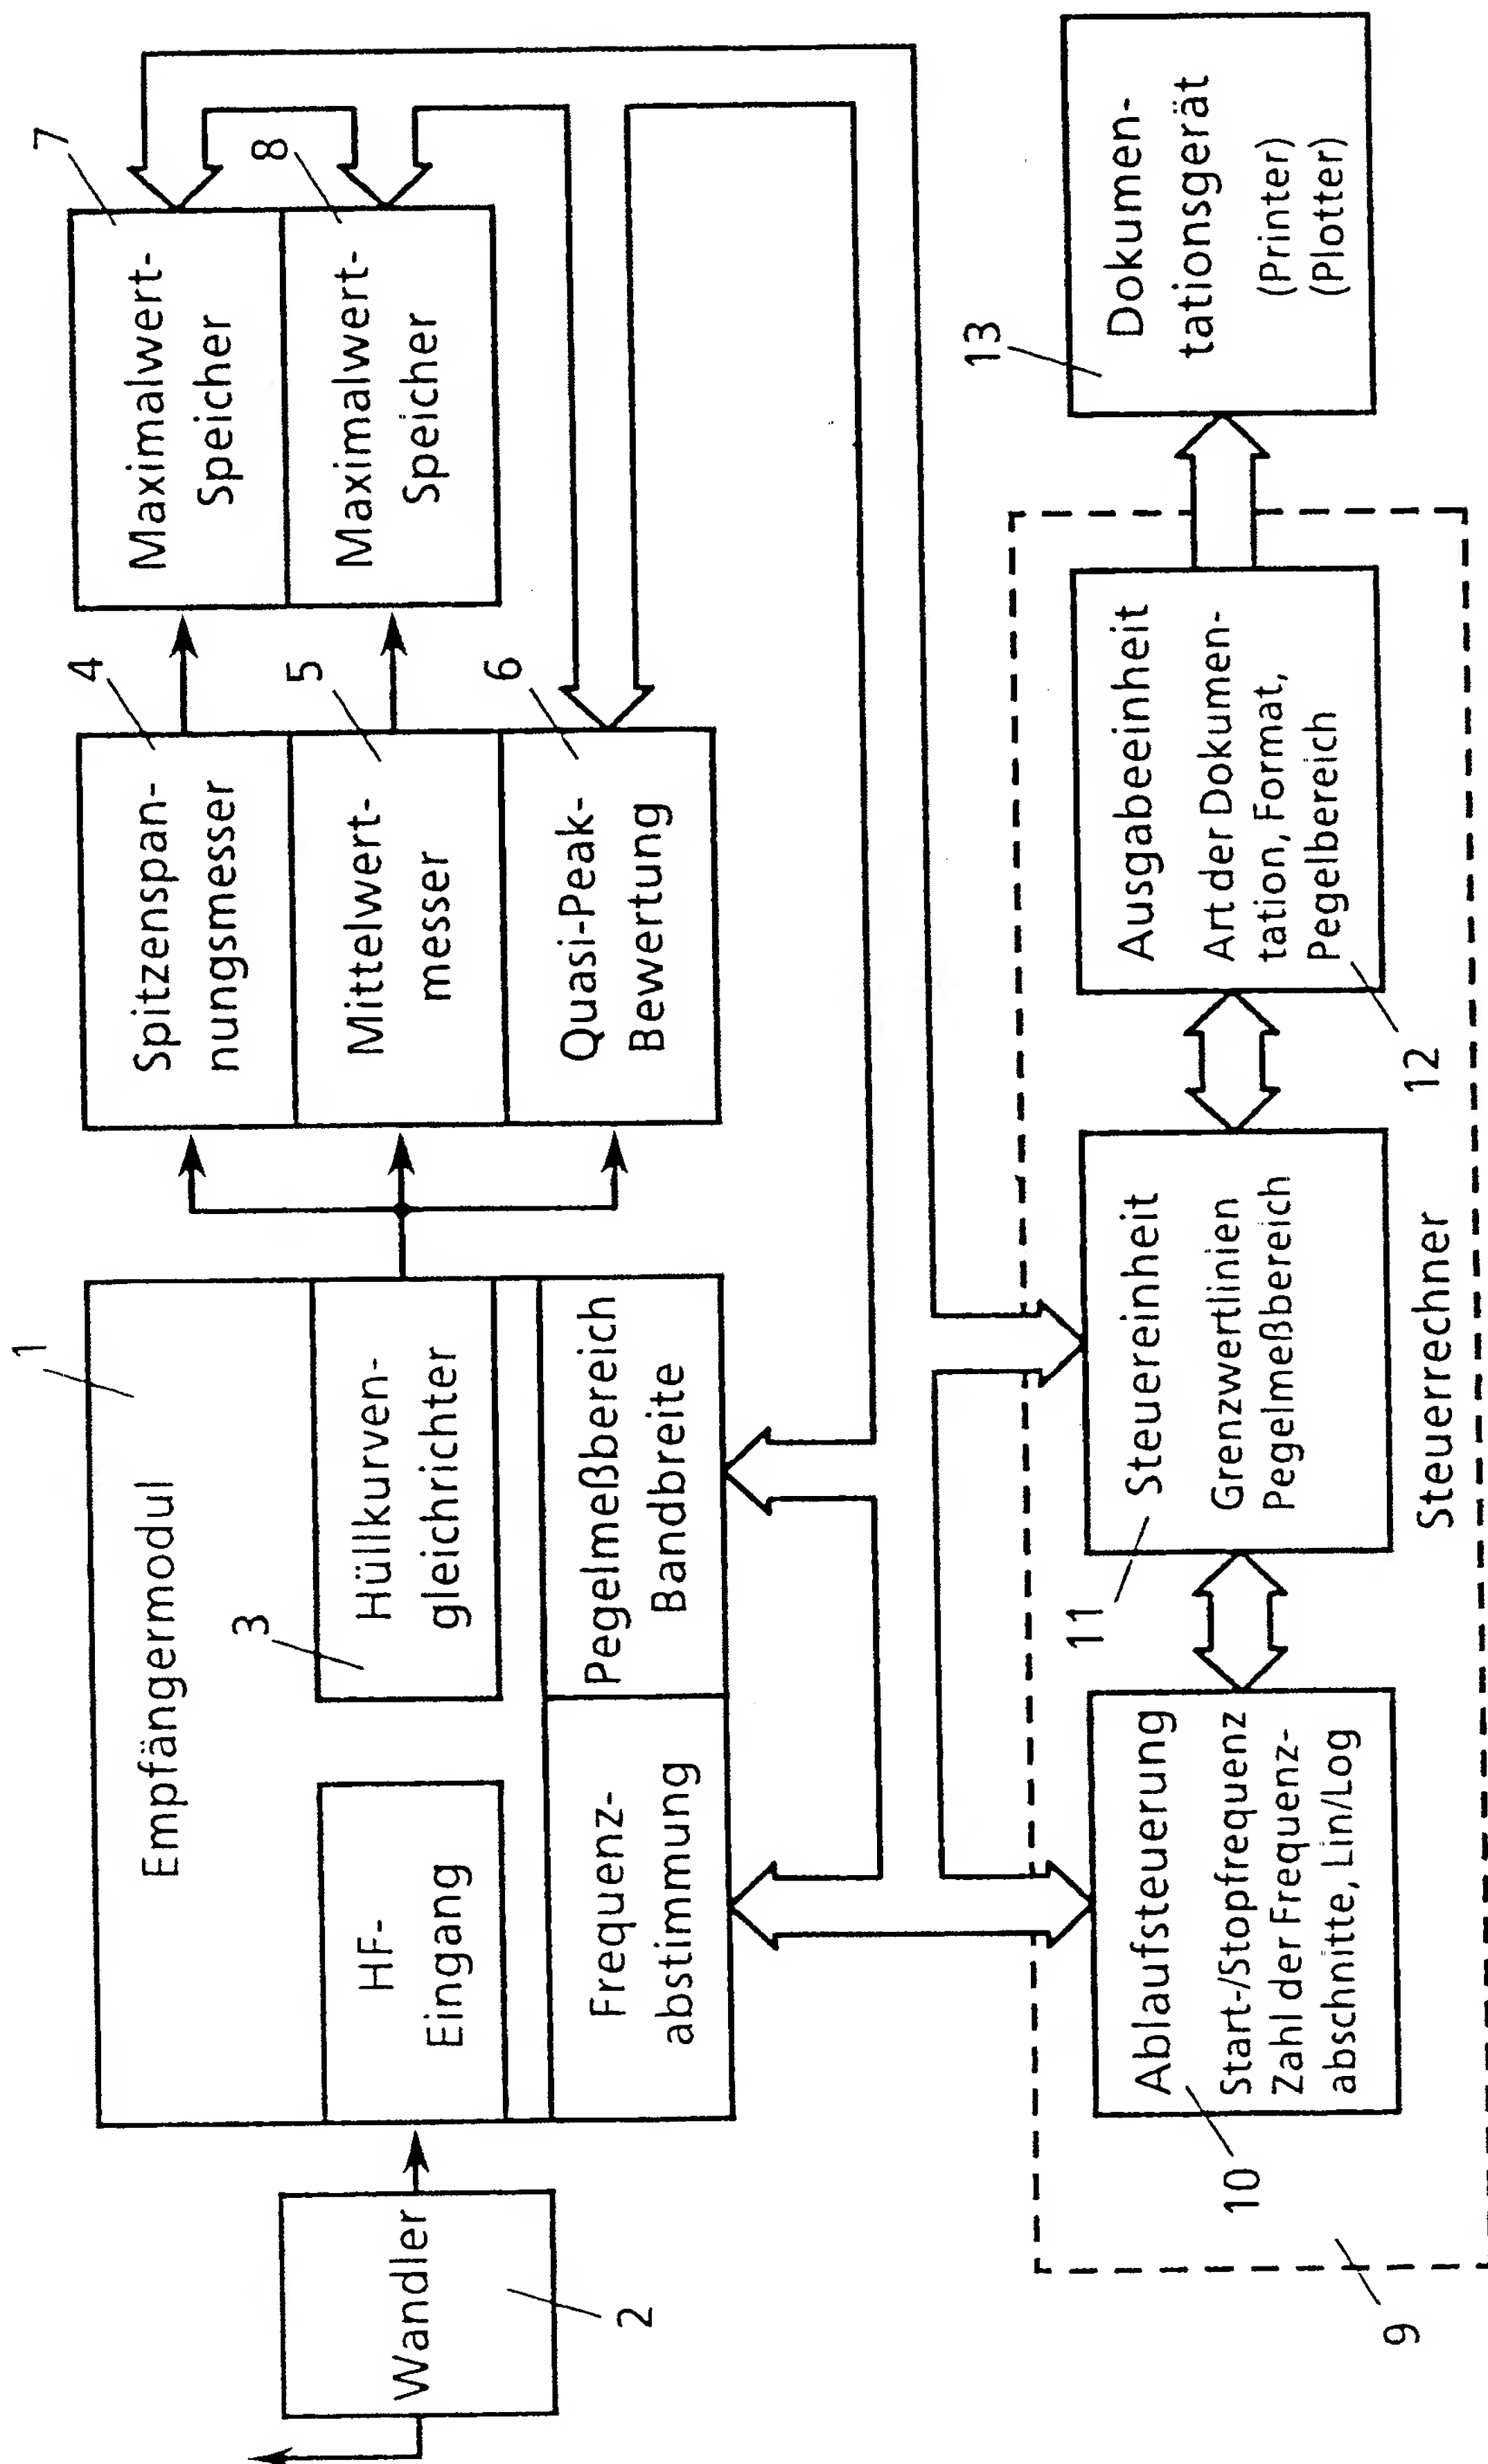 1
Empfängermodul
HF-
Eingang
3
Hüllkurven-
gleichrichter
Frequenz-
abstimmung
Pegelmeßbereich
Bandbreite
Wandler
2
4
Spitzenspan-
nungsmesser
5
Mittelwert-
messer
6
Quasi-Peak-
Bewertung
7
Maximalwert-
Speicher
8
Maximalwert-
Speicher
9
10
Ablaufsteuerung
Start-/Stopfrequenz
Zahl der Frequenz-
abschnitte, Lin/Log
11
Steuereinheit
Grenzwertlinien
Pegelmeßbereich
Steuerrechner
12
Ausgabeeinheit
Art der Dokumen-
tation, Format,
Pegelbereich
13
Dokumen-
tationsgerät
(Printer)
(Plotter)